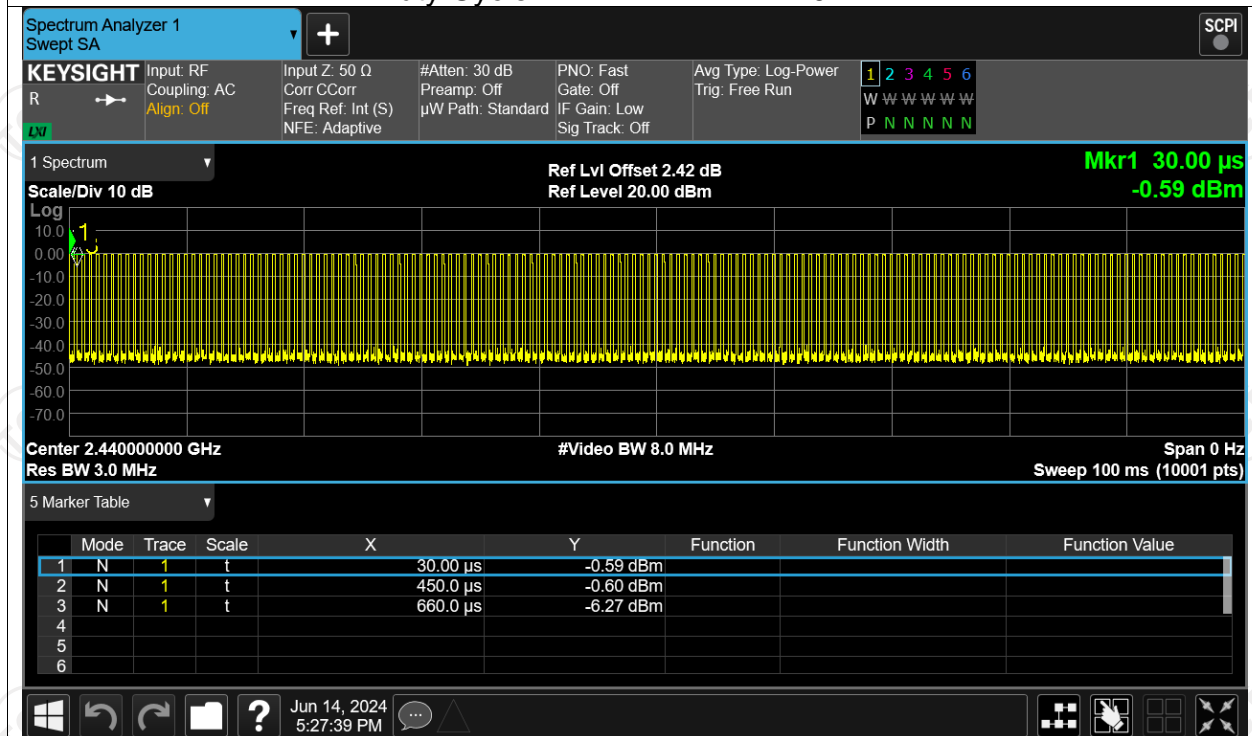 Spectrum Analyzer 1
Swept SA
+
SCPI
KEYSIGHT
R
LXI
Input: RF
Coupling: AC
Align: Off
Input Z: 50 Ω
Corr CCorr
Freq Ref: Int (S)
NFE: Adaptive
#Atten: 30 dB
Preamp: Off
µW Path: Standard
PNO: Fast
Gate: Off
IF Gain: Low
Sig Track: Off
Avg Type: Log-Power
Trig: Free Run
1 2 3 4 5 6
W W W W W W
P N N N N N
1 Spectrum
Scale/Div 10 dB
Ref Lvl Offset 2.42 dB
Ref Level 20.00 dBm
Mkr1 30.00 µs
-0.59 dBm
Log
10.0
0.00
-10.0
-20.0
-30.0
-40.0
-50.0
-60.0
-70.0
1
Center 2.440000000 GHz
#Video BW 8.0 MHz
Span 0 Hz
Res BW 3.0 MHz
Sweep 100 ms (10001 pts)
5 Marker Table
Mode Trace Scale X Y Function Function Width Function Value
1 N 1 t 30.00 µs -0.59 dBm
2 N 1 t 450.0 µs -0.60 dBm
3 N 1 t 660.0 µs -6.27 dBm
4
5
6
?
Jun 14, 2024
5:27:39 PM